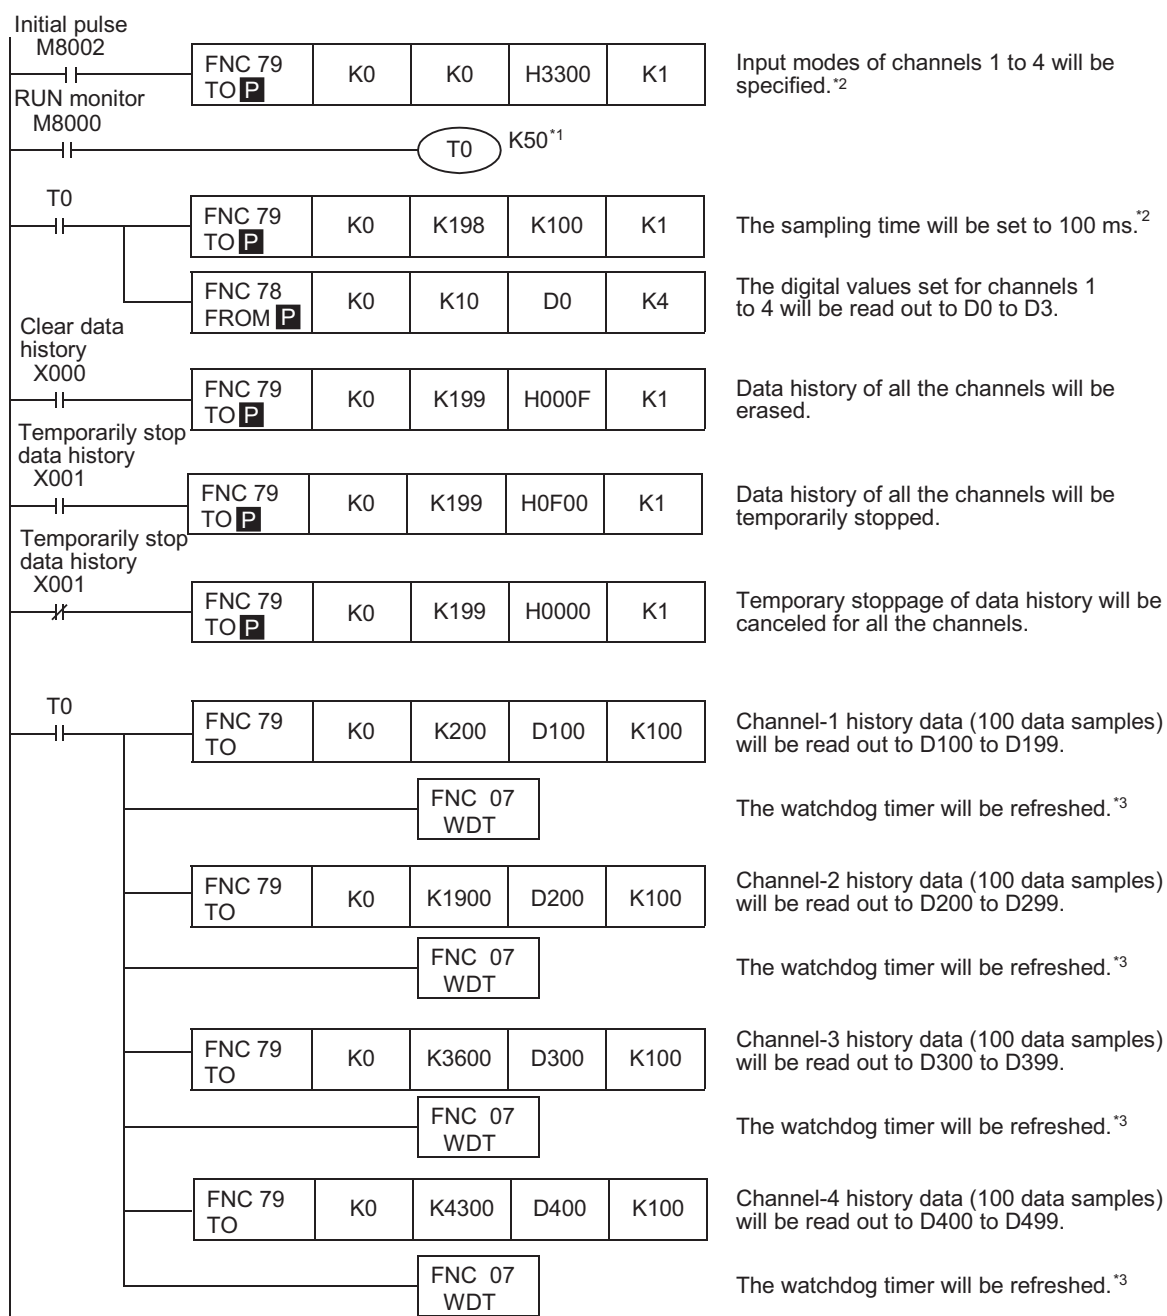 Initial pulse
M8002
FNC 79
TO P
K0
K0
H3300
K1
Input modes of channels 1 to 4 will be
specified.*2
RUN monitor
M8000
T0
K50*1
T0
FNC 79
TO P
K0
K198
K100
K1
The sampling time will be set to 100 ms.*2
FNC 78
FROM P
K0
K10
D0
K4
The digital values set for channels 1
to 4 will be read out to D0 to D3.
Clear data
history
X000
FNC 79
TO P
K0
K199
H000F
K1
Data history of all the channels will be
erased.
Temporarily stop
data history
X001
FNC 79
TO P
K0
K199
H0F00
K1
Data history of all the channels will be
temporarily stopped.
Temporarily stop
data history
X001
FNC 79
TO P
K0
K199
H0000
K1
Temporary stoppage of data history will be
canceled for all the channels.
T0
FNC 79
TO
K0
K200
D100
K100
Channel-1 history data (100 data samples)
will be read out to D100 to D199.
FNC 07
WDT
The watchdog timer will be refreshed.*3
FNC 79
TO
K0
K1900
D200
K100
Channel-2 history data (100 data samples)
will be read out to D200 to D299.
FNC 07
WDT
The watchdog timer will be refreshed.*3
FNC 79
TO
K0
K3600
D300
K100
Channel-3 history data (100 data samples)
will be read out to D300 to D399.
FNC 07
WDT
The watchdog timer will be refreshed.*3
FNC 79
TO
K0
K4300
D400
K100
Channel-4 history data (100 data samples)
will be read out to D400 to D499.
FNC 07
WDT
The watchdog timer will be refreshed.*3